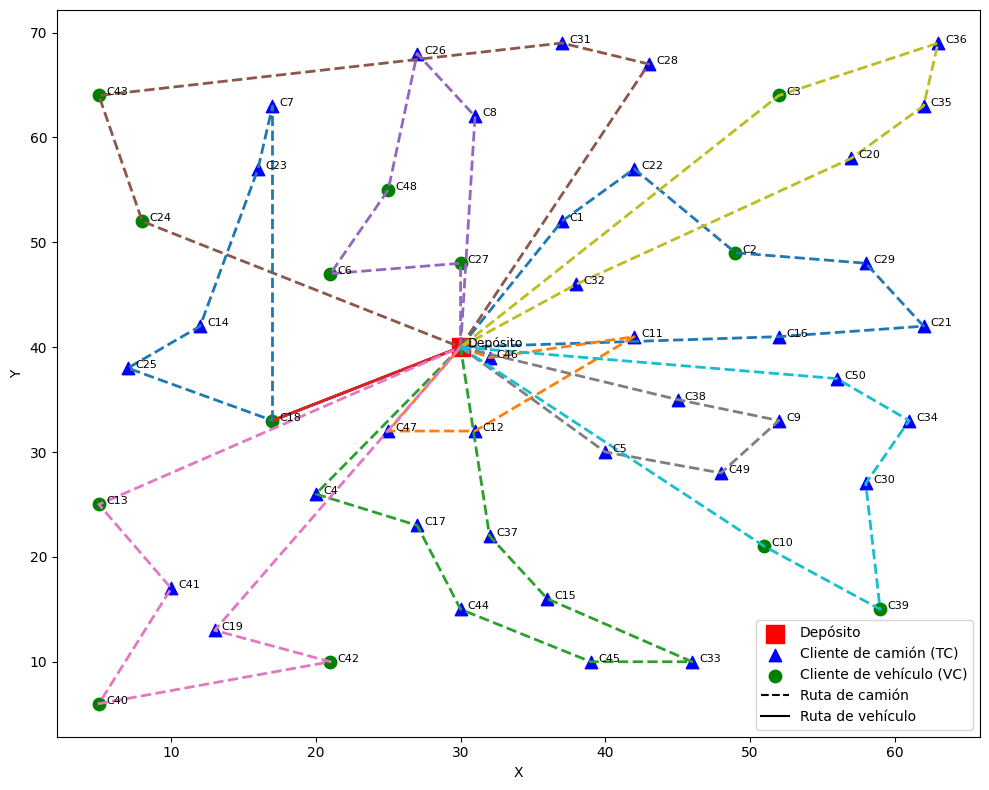 70
60
50
40
30
20
10
Y
10
20
30
40
50
60
X
C36
C31
C26
C28
C43
C3
C7
C35
C8
C20
C23
C22
C48
C24
C1
C2
C29
C27
C6
C32
C14
C21
C11
C16
Depósito
C46
C25
C50
C38
C18
C9
C34
C47
C12
C5
C49
C30
C4
C13
C17
C37
C10
C41
C15
C44
C39
C19
C42
C45
C33
C40
Depósito
Cliente de camión (TC)
Cliente de vehículo (VC)
Ruta de camión
Ruta de vehículo